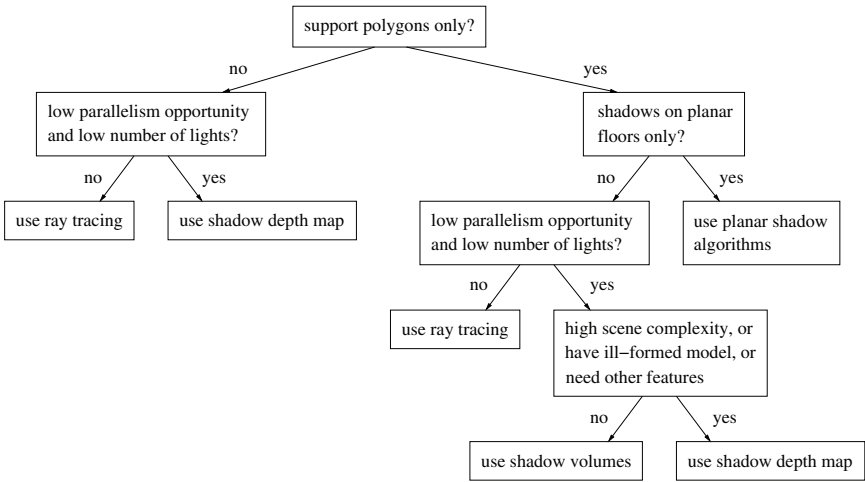 support polygons only?
no
yes
low parallelism opportunity
and low number of lights?
shadows on planar
floors only?
no
yes
no
yes
use ray tracing
use shadow depth map
low parallelism opportunity
and low number of lights?
use planar shadow
algorithms
no
yes
use ray tracing
high scene complexity, or
have ill−formed model, or
need other features
no
yes
use shadow volumes
use shadow depth map